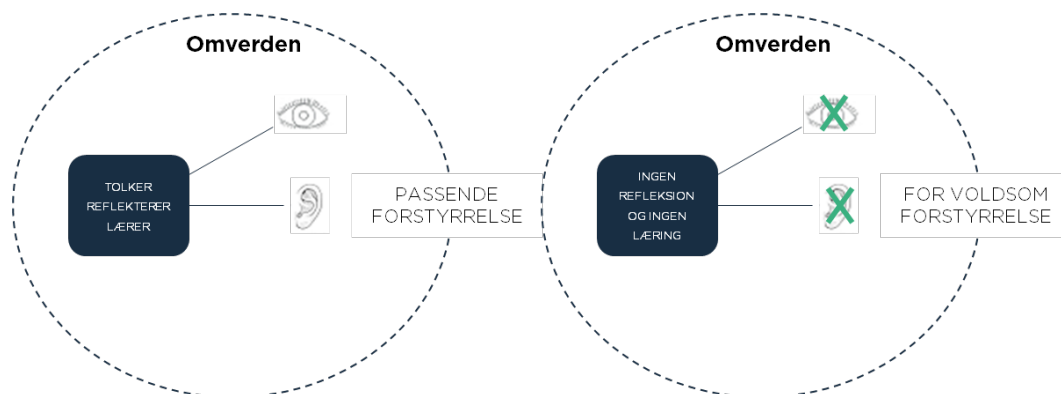 Omverden
TOLKER
REFLEKTERER
LÆRER
PASSENDE
FORSTYRRELSE
Omverden
INGEN
REFLEKSION
OG INGEN
LÆRING
FOR VOLDSOM
FORSTYRRELSE